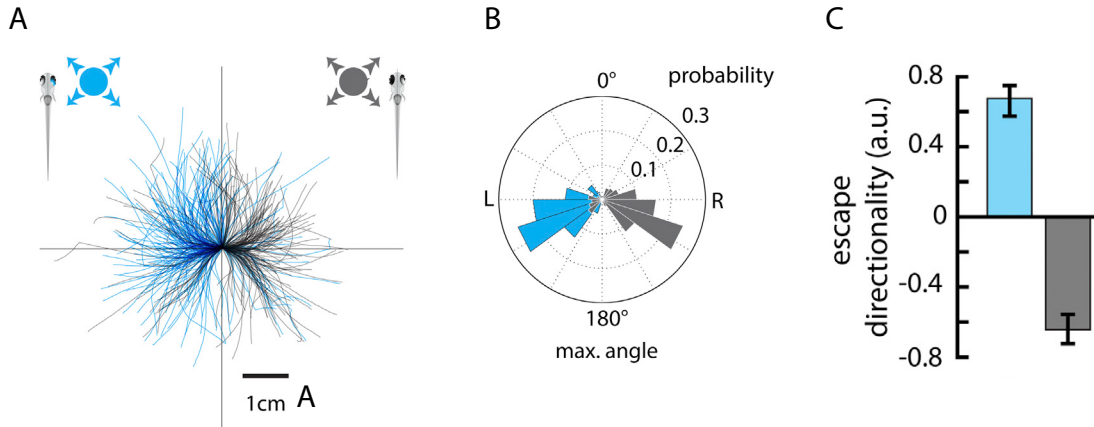 A
1cm
A
B
0°
probability
0.3
0.2
0.1
L
R
180°
max. angle
C
escape
directionality (a.u.)
0.8
0.4
0
-0.4
-0.8